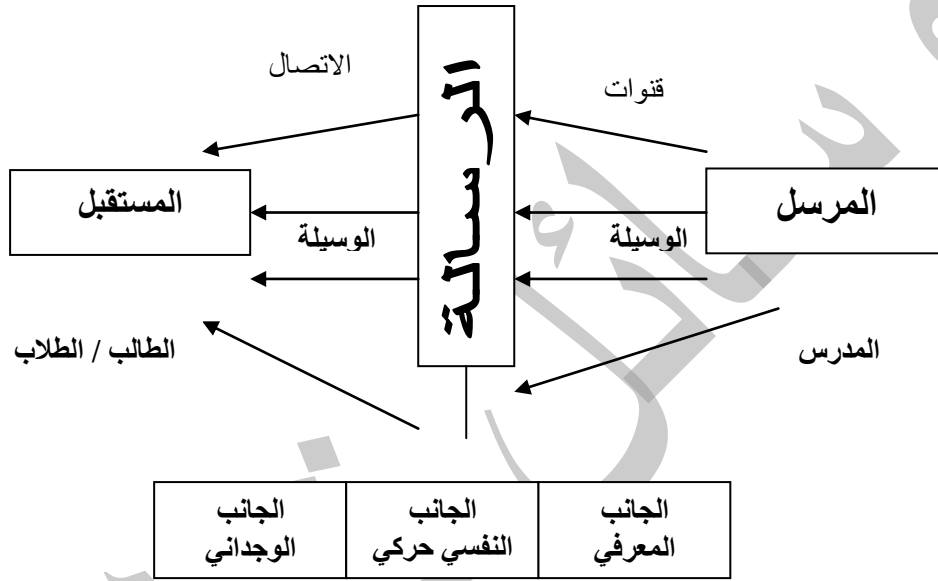 قنوات
الاتصال
المرسل
الرسالة
المستقبل
الوسيلة
الوسيلة
المدرس
الطالب / الطلاب
الجانب
المعرفي
الجانب
النفسي حركي
الجانب
الوجداني